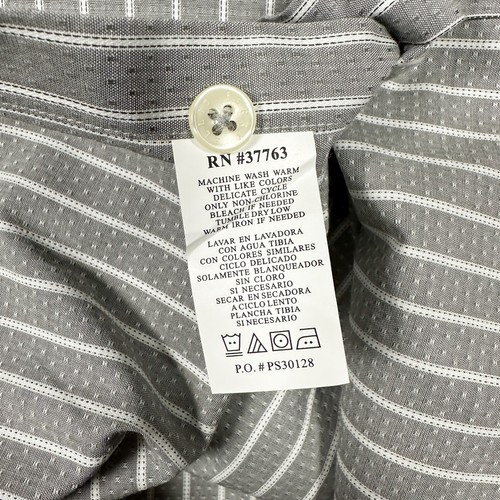 RN #37763
MACHINE WASH WARM
WITH LIKE COLORS
DELICATE CYCLE
ONLY NON-CHLORINE
BLEACH IF NEEDED
TUMBLE DRY LOW
WARM IRON IF NEEDED
LAVAR EN LAVADORA
CON AGUA TIBIA
CON COLORES SIMILARES
CICLO DELICADO
SOLAMENTE BLANQUEADOR
SIN CLORO
SI NECESARIO
SECAR EN SECADORA
A CICLO LENTO
PLANCHA TIBIA
SI NECESARIO
P.O. # PS30128